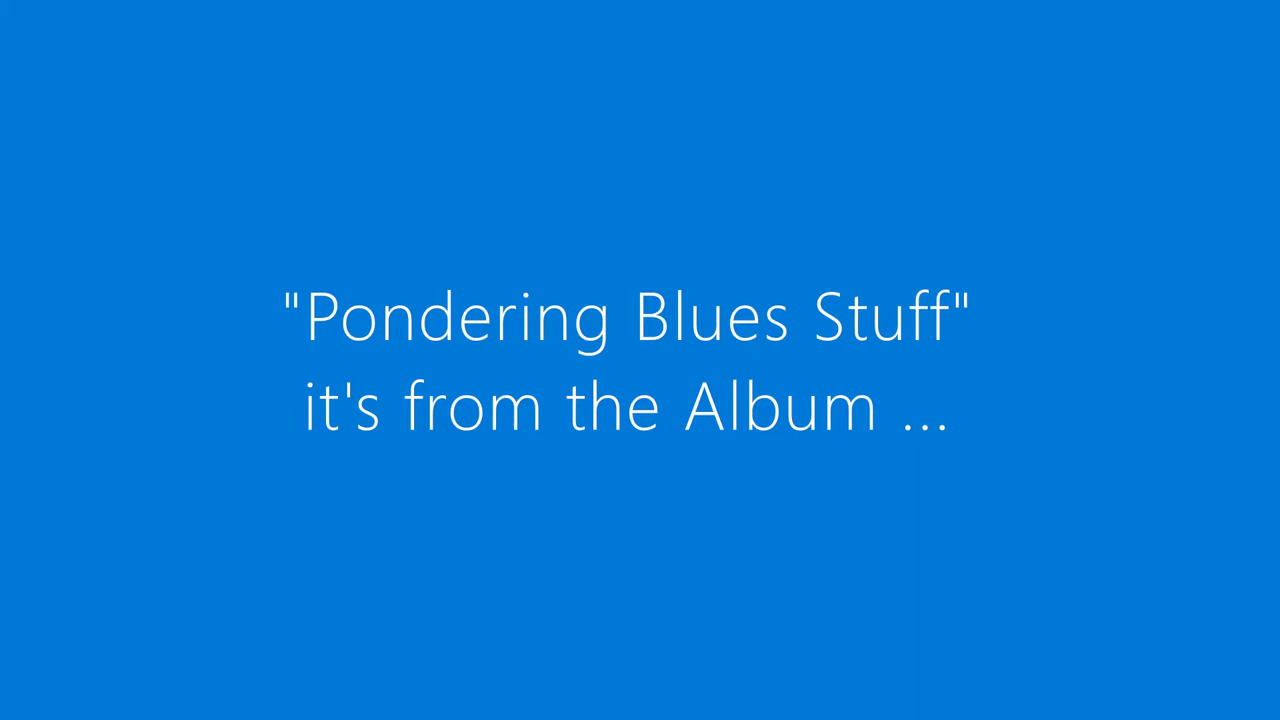 "Pondering Blues Stuff"
it's from the Album ...